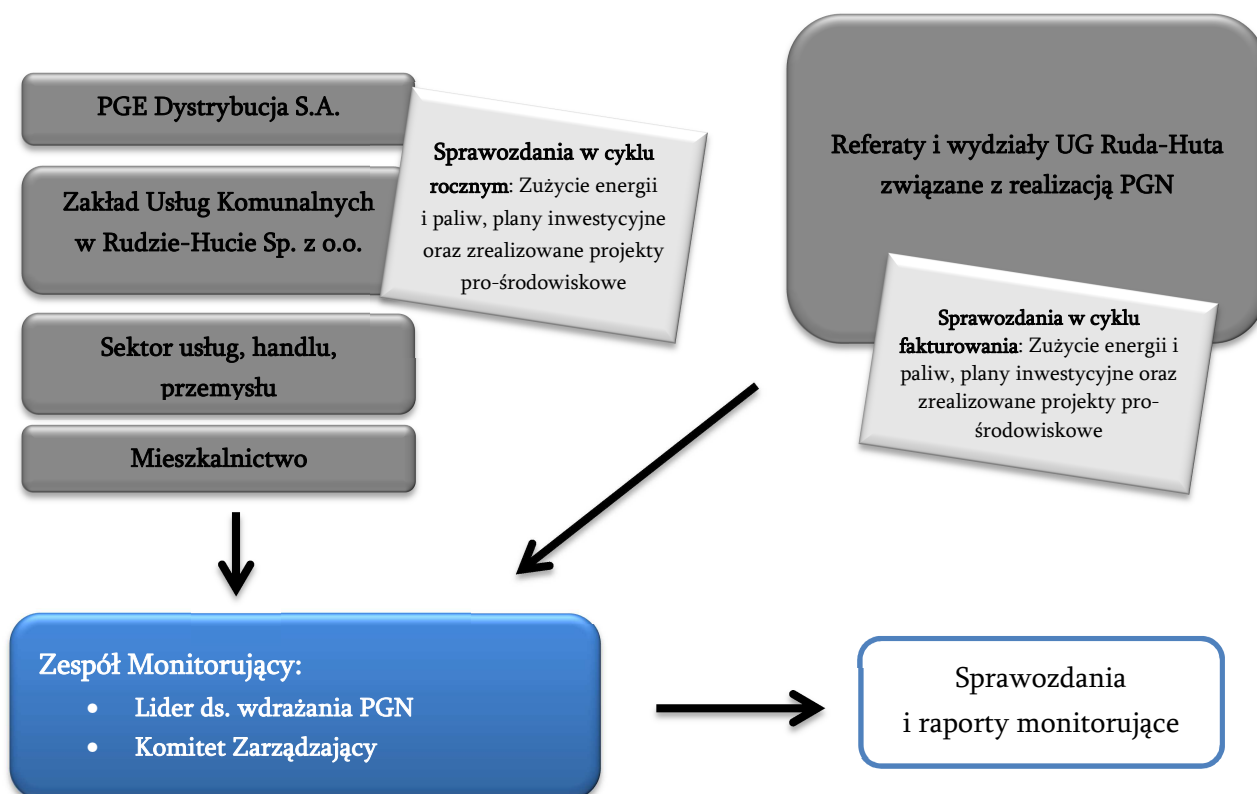 PGE Dystrybucja S.A.
Zakład Usług Komunalnych
w Rudzie-Hucie Sp. z o.o.
Sektor usług, handlu,
przemysłu
Mieszkalnictwo
Sprawozdania w cyklu
rocznym: Zużycie energii
i paliw, plany inwestycyjne
oraz zrealizowane projekty
pro-środowiskowe
Referaty i wydziały UG Ruda-Huta
związane z realizacją PGN
Sprawozdania w cyklu
fakturowania: Zużycie energii i
paliw, plany inwestycyjne oraz
zrealizowane projekty pro-
środowiskowe
Zespół Monitorujący:
• Lider ds. wdrażania PGN
• Komitet Zarządzający
Sprawozdania
i raporty monitorujące